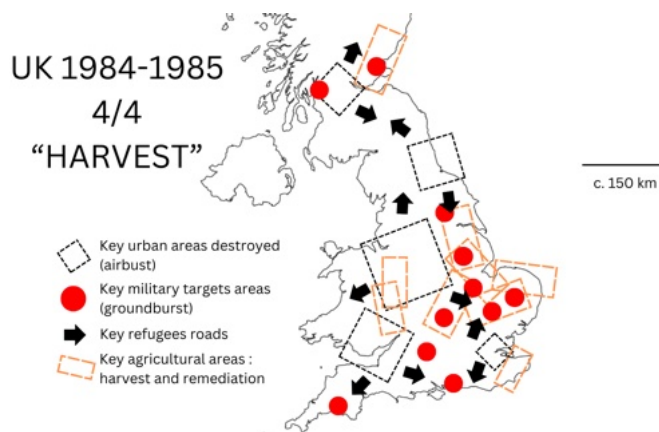 UK 1984-1985
4/4
“HARVEST”
c. 150 km
Key urban areas destroyed
(airbust)
Key military targets areas
(groundburst)
Key refugees roads
Key agricultural areas :
harvest and remediation